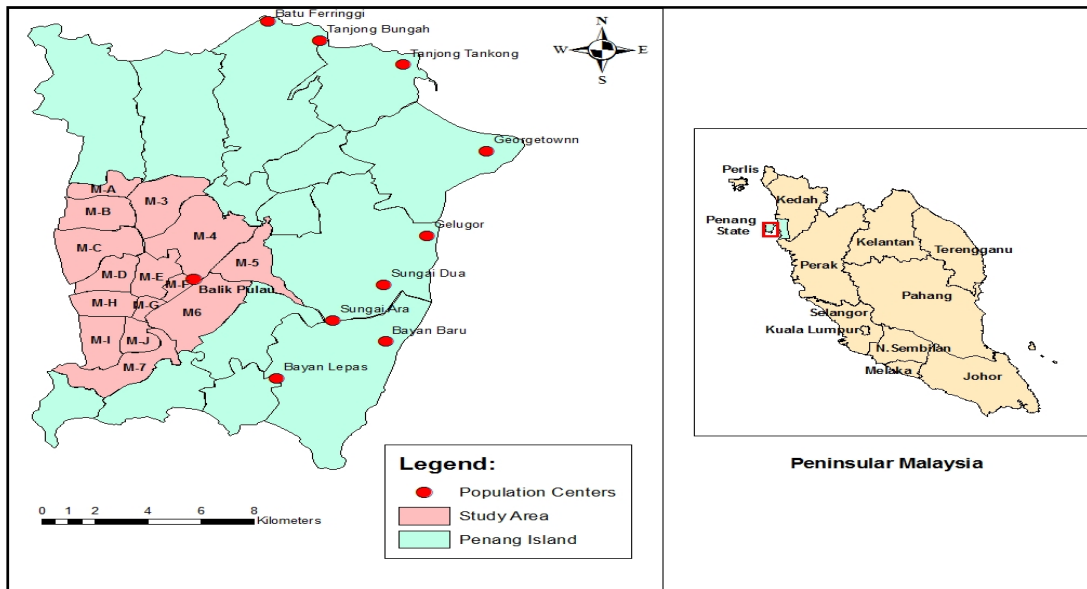 Batu Ferringgi
Tanjong Bungah
Tanjong Tankong
Georgetownn
M-A
M-3
M-B
M-4
Gelugor
M-C
M-5
M-D
M-E
Sungai Dua
M-F
Balik Pulau
M-H
M-G
M6
Sungai Ara
M-I
M-J
Bayan Baru
M-7
Bayan Lepas
N
W
E
S
Legend:
Population Centers
Study Area
Penang Island
0 1 2 4 6 8
Kilometers
Perlis
Kedah
Penang
State
Kelantan
Terengganu
Perak
Pahang
Selangor
Kuala Lumpur
N.Sembilan
Melaka
Johor
Peninsular Malaysia